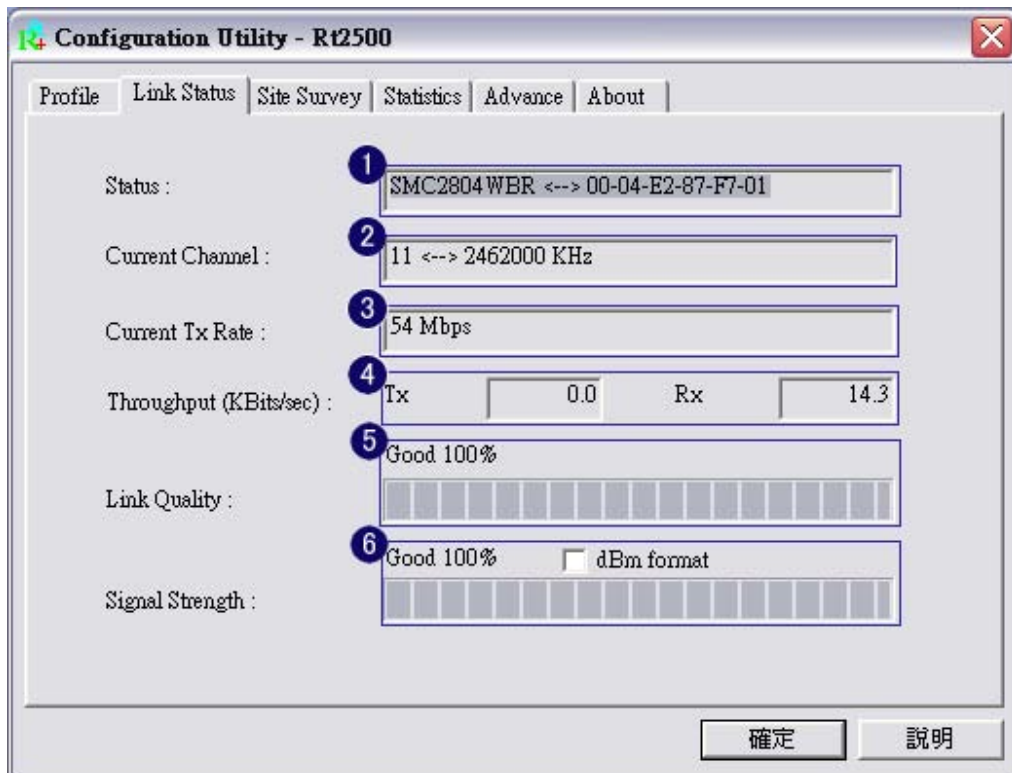 Configuration Utility - Rt2500
Profile Link Status Site Survey Statistics Advance About
1
Status : SMC2804WBR <--> 00-04-E2-87-F7-01
2
Current Channel : 11 <--> 2462000 KHz
3
Current Tx Rate : 54 Mbps
4
Throughput (KBits/sec) : Tx 0.0 Rx 14.3
5
Good 100%
Link Quality :
6
Good 100% dBm format
Signal Strength :
確定 說明